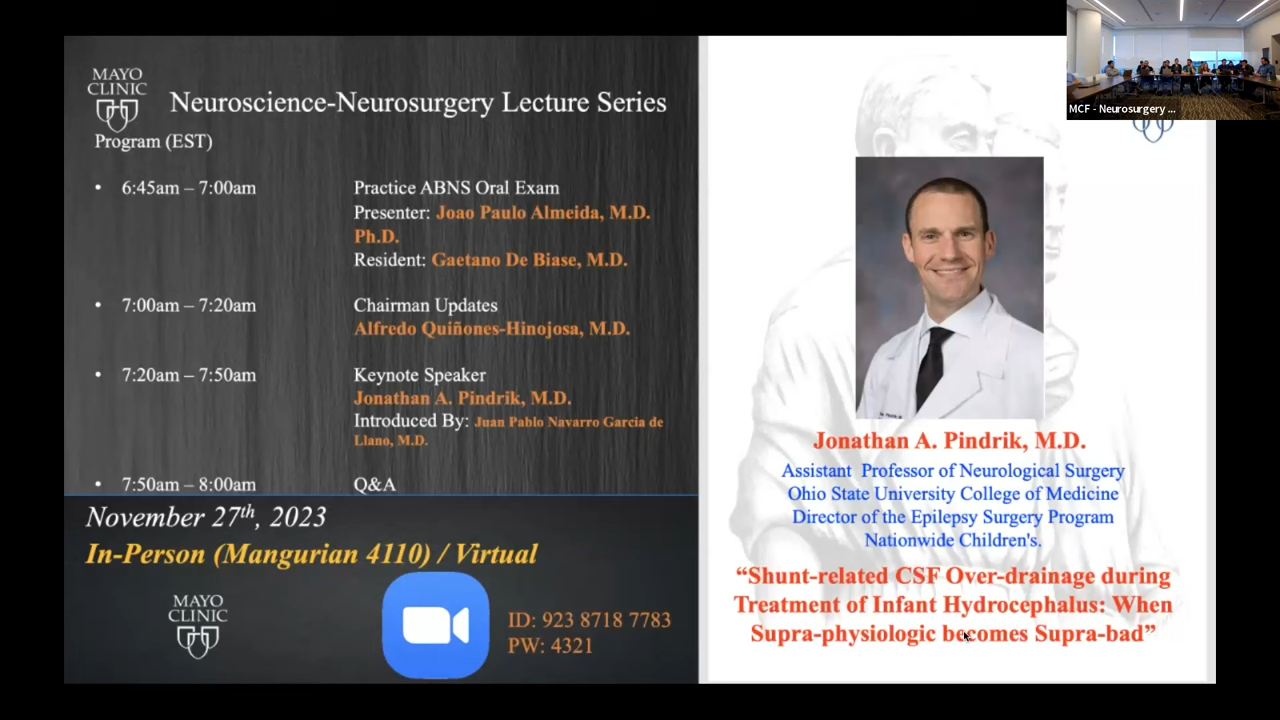 MAYO
CLINIC
Neuroscience-Neurosurgery Lecture Series
Program (EST)
• 6:45am – 7:00am Practice ABNS Oral Exam
Presenter: Joao Paulo Almeida, M.D.
Ph.D.
Resident: Gaetano De Biase, M.D.
• 7:00am – 7:20am Chairman Updates
Alfredo Quiñones-Hinojosa, M.D.
• 7:20am – 7:50am Keynote Speaker
Jonathan A. Pindrik, M.D.
Introduced By: Juan Pablo Navarro Garcia de
Llano, M.D.
• 7:50am – 8:00am Q&A
November 27th, 2023
In-Person (Mangurian 4110) / Virtual
MAYO
CLINIC
ID: 923 8718 7783
PW: 4321
MCF - Neurosurgery ...
Jonathan A. Pindrik, M.D.
Assistant Professor of Neurological Surgery
Ohio State University College of Medicine
Director of the Epilepsy Surgery Program
Nationwide Children's.
“Shunt-related CSF Over-drainage during
Treatment of Infant Hydrocephalus: When
Supra-physiologic becomes Supra-bad”